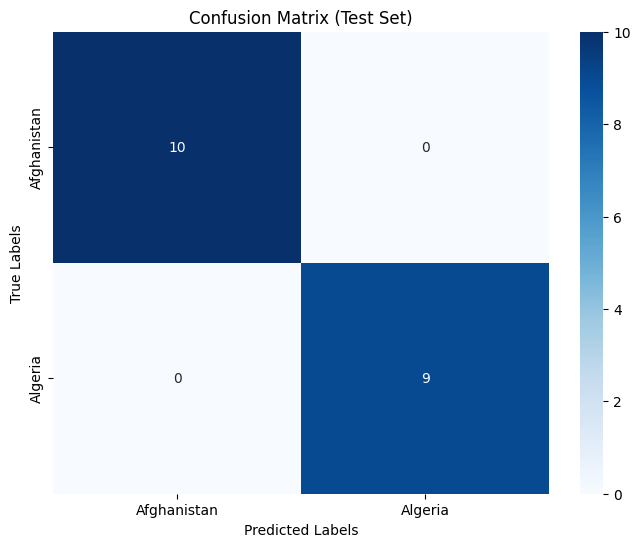 Confusion Matrix (Test Set)
True Labels
Afghanistan
Algeria
10
0
0
9
Afghanistan
Algeria
Predicted Labels
10
8
6
4
2
0